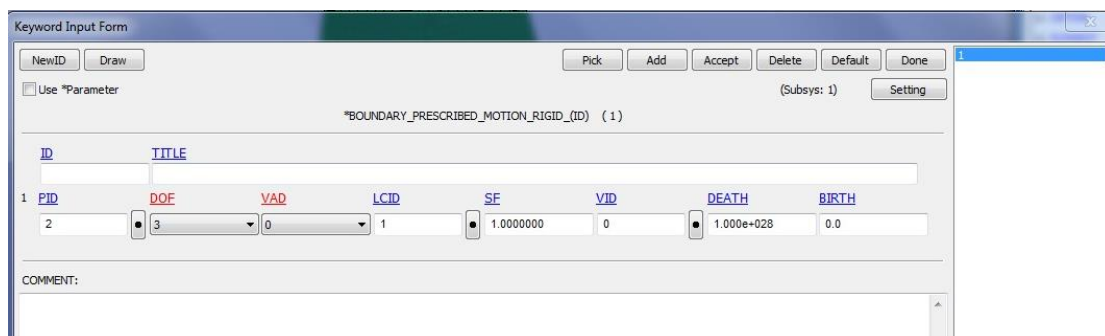 Keyword Input Form
NewID Draw Pick Add Accept Delete Default Done
1
Use *Parameter (Subsys: 1) Setting
*BOUNDARY_PRESCRIBED_MOTION_RIGID_(ID) (1)
ID TITLE
1 PID DOF VAD LCID SF VID DEATH BIRTH
2 3 0 1 1.0000000 0 1.000e+028 0.0
COMMENT: